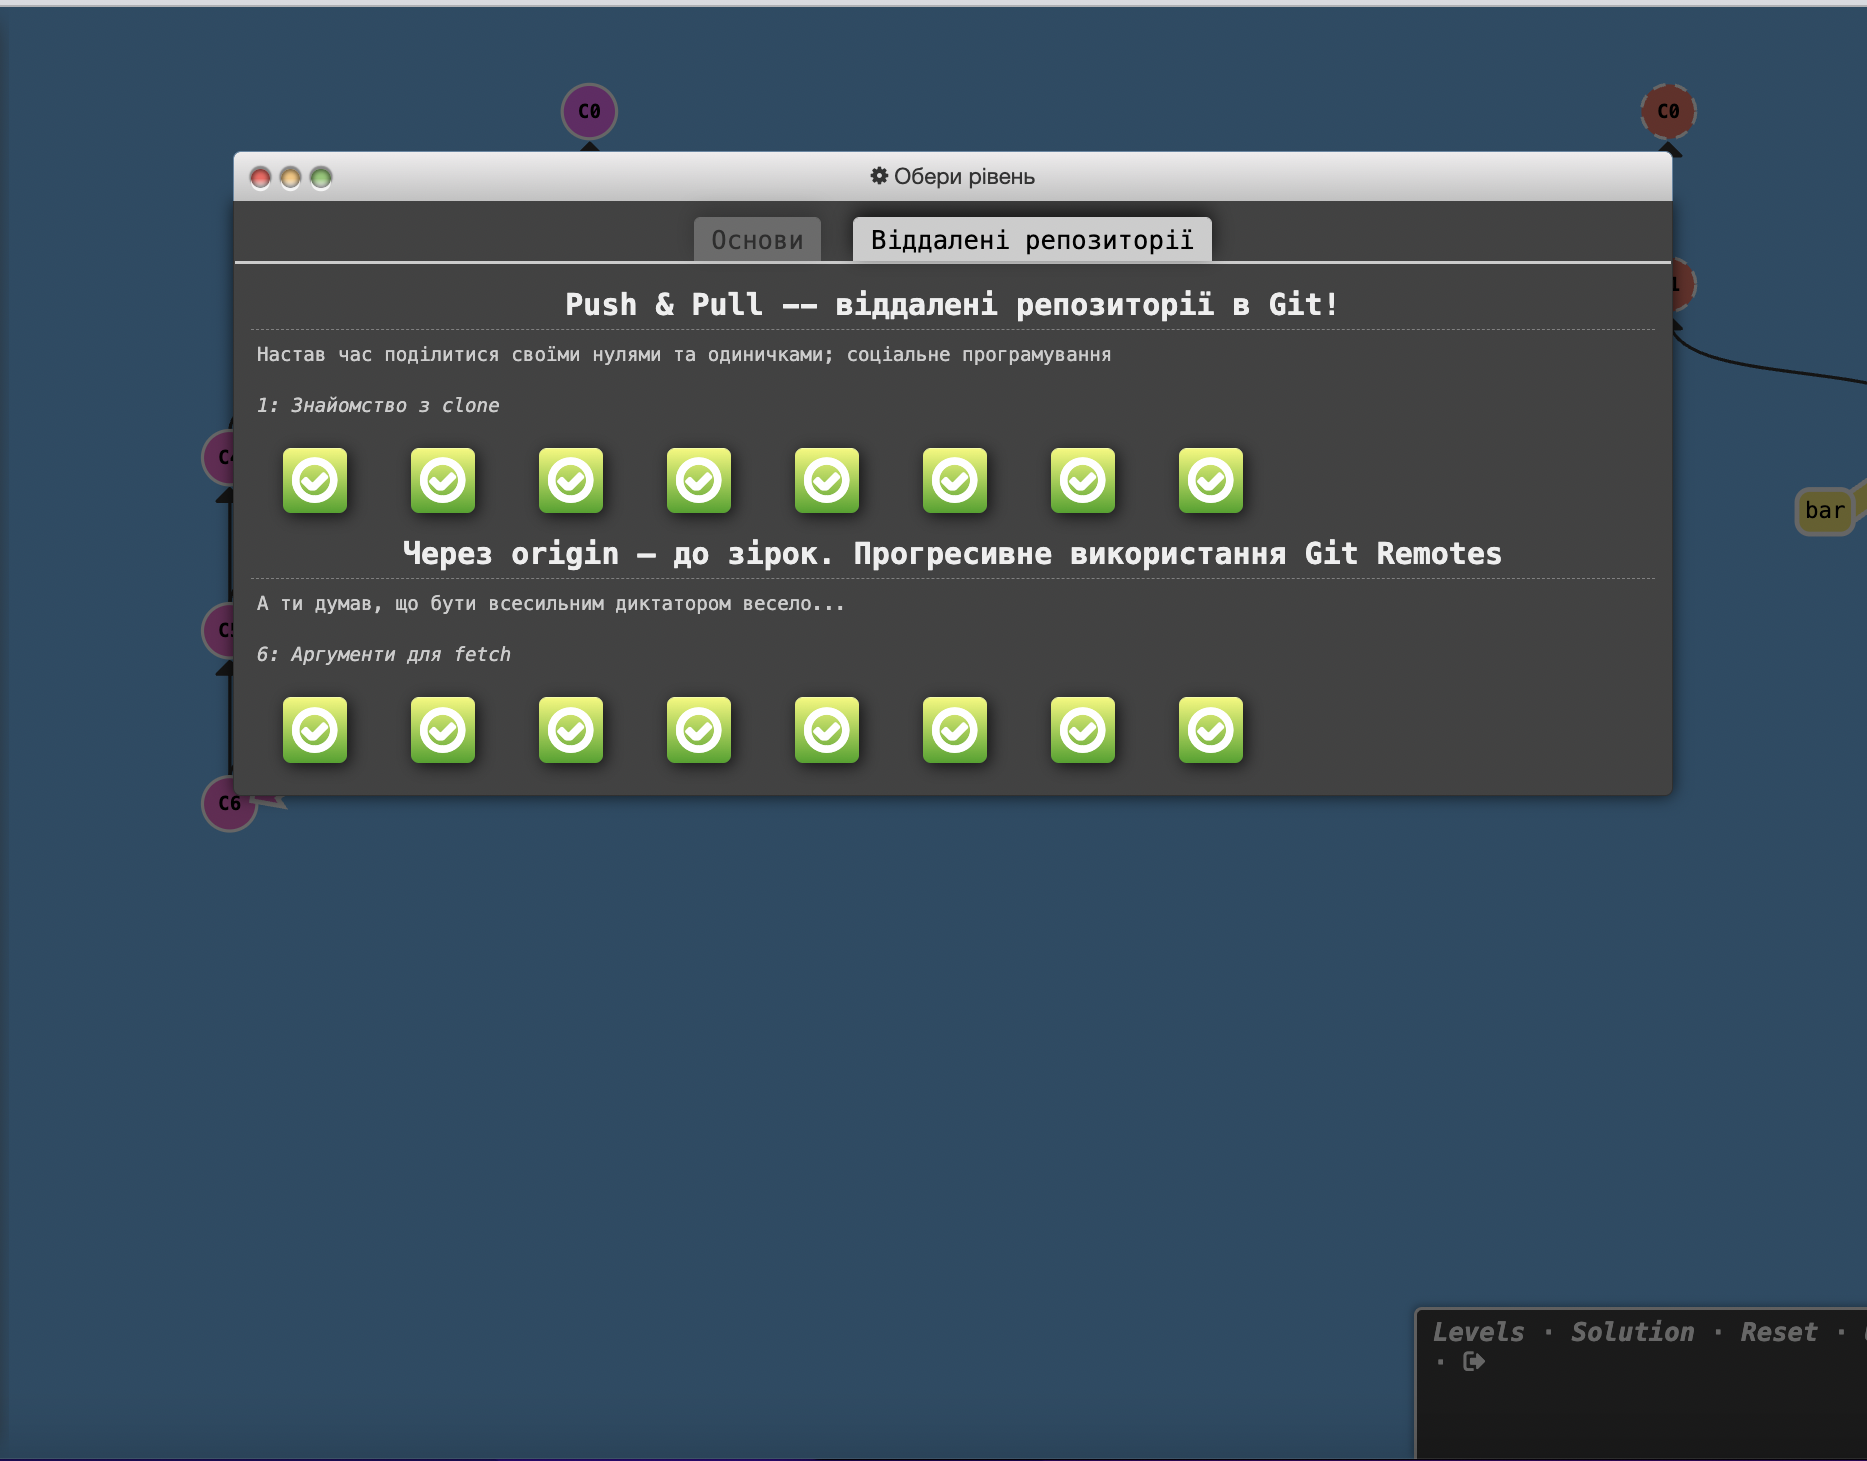 C0
C0
Обери рівень
Основи
Віддалені репозиторії
Push & Pull –– віддалені репозиторії в Git!
Настав час поділитися своїми нулями та одиничками; соціальне програмування
1: Знайомство з clone
bar
Через origin – до зірок. Прогресивне використання Git Remotes
А ти думав, що бути всесильним диктатором весело...
6: Аргументи для fetch
C6
Levels · Solution · Reset ·
·